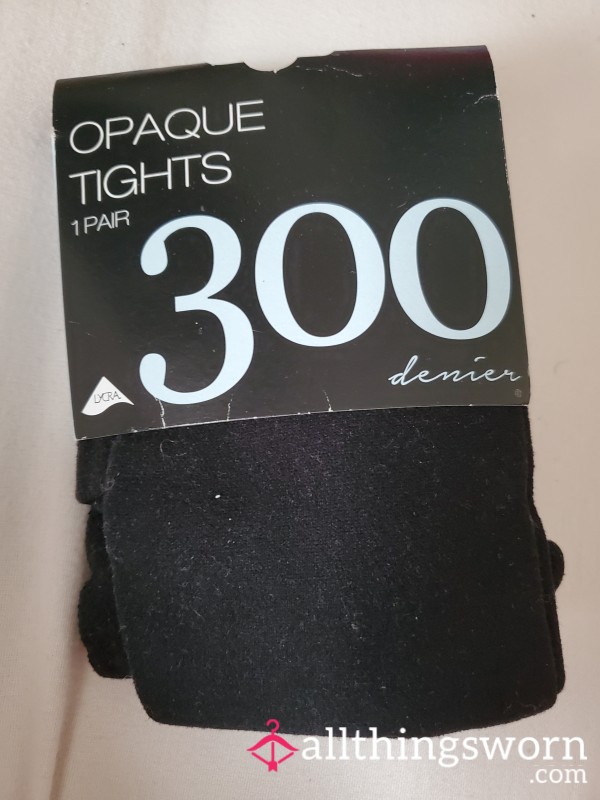 OPAQUE
TIGHTS
1 PAIR
300
denier
LYCRA
allthingsworn
.com